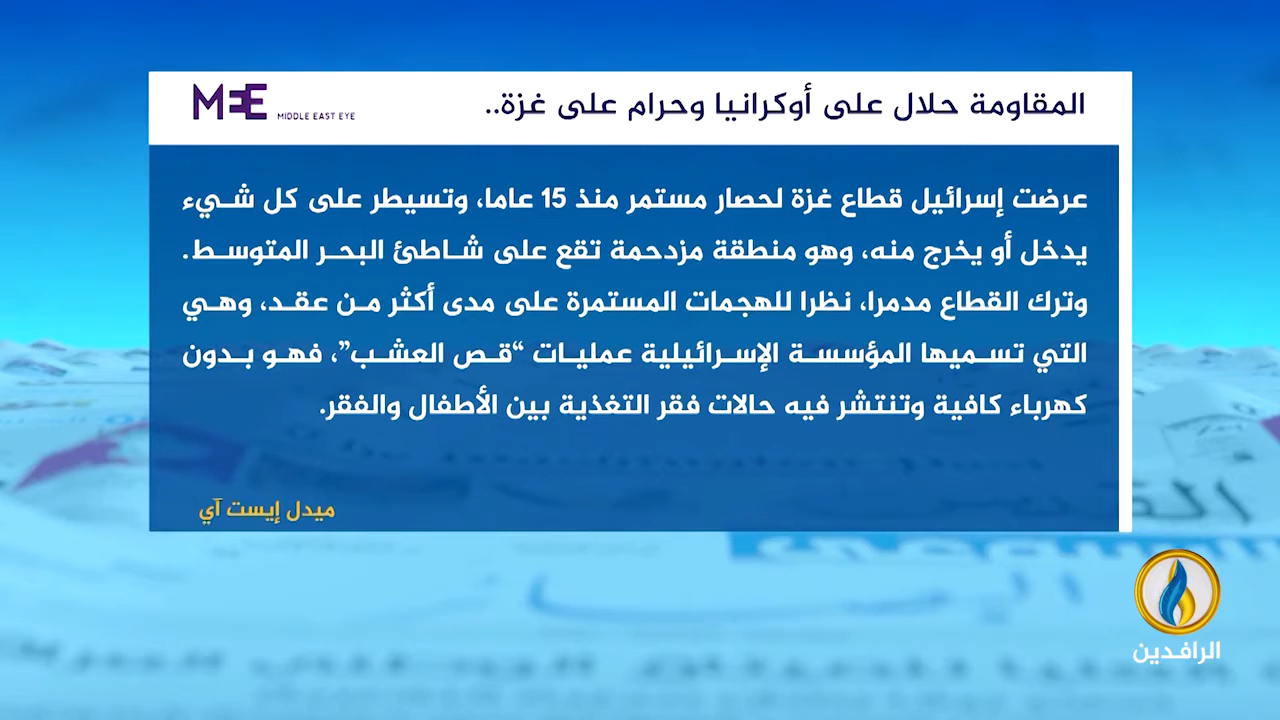 المقاومة حلال على أوكرانيا وحرام على غزة..
MEE MIDDLE EAST EYE
عرضت إسرائيل قطاع غزة لحصار مستمر منذ 15 عاما، وتسيطر على كل شيء
يدخل أو يخرج منه، وهو منطقة مزدحمة تقع على شاطئ البحر المتوسط.
وترك القطاع مدمرا، نظرا للهجمات المستمرة على مدى أكثر من عقد، وهي
التي تسميها المؤسسة الإسرائيلية عمليات “قص العشب”، فهو بدون
كهرباء كافية وتنتشر فيه حالات فقر التغذية بين الأطفال والفقر.
ميدل إيست آي
الرافدين